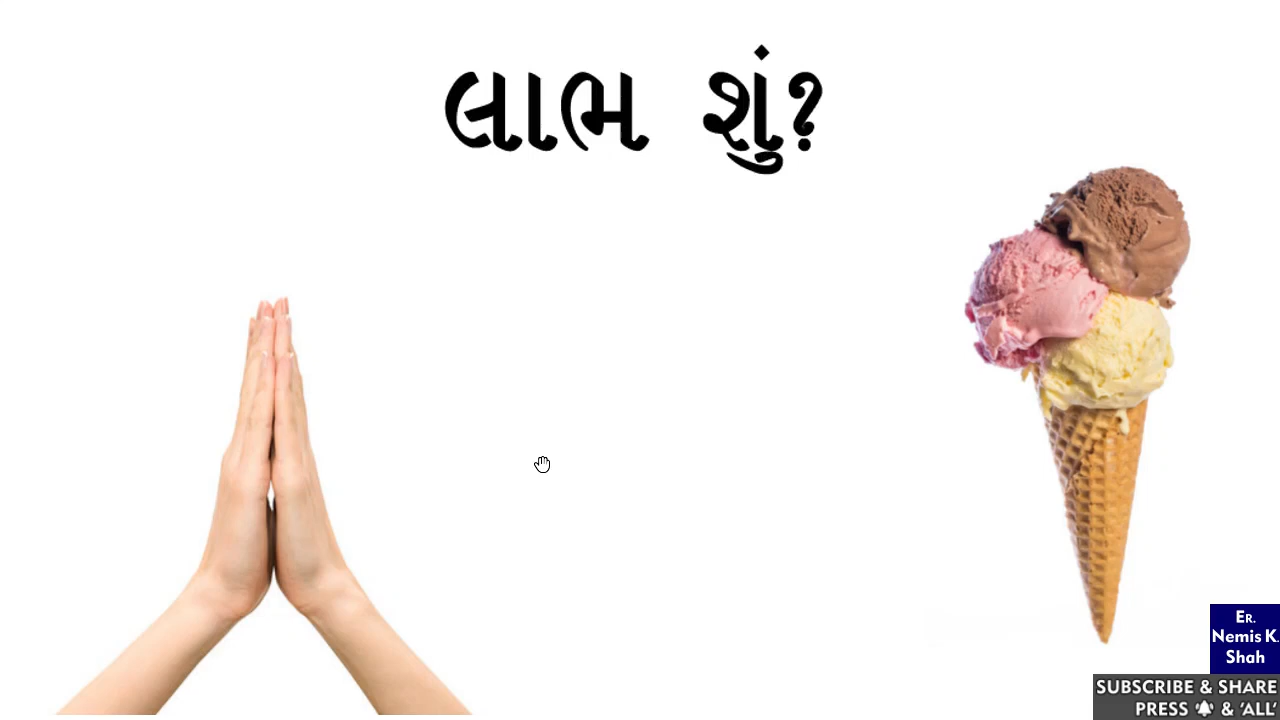 લાભ શું?
ER.
Nemis K.
Shah
SUBSCRIBE & SHARE
PRESS 🔔 & 'ALL'